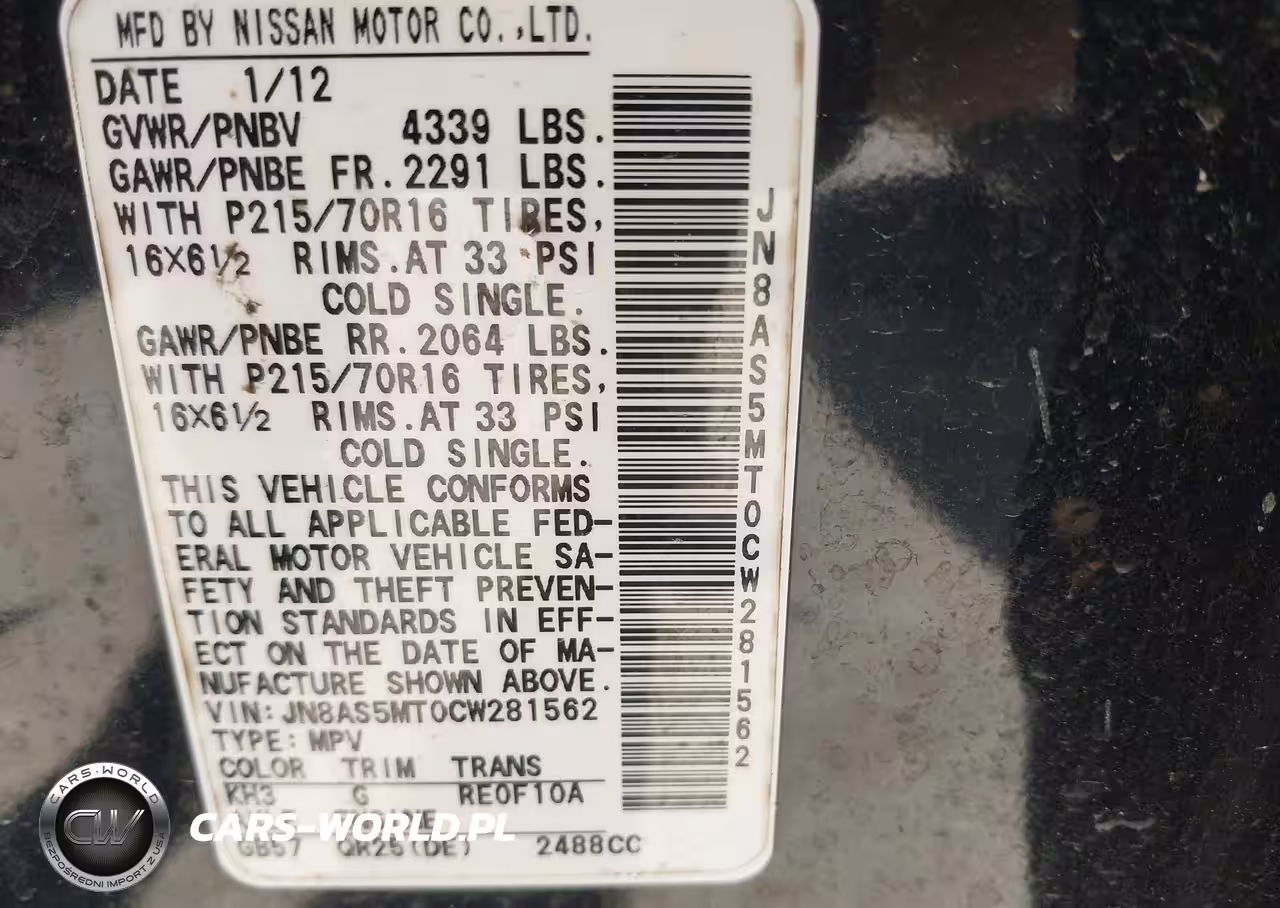 MFD BY NISSAN MOTOR CO.,LTD.
DATE 1/12
GVWR/PNBV 4339 LBS.
GAWR/PNBE FR. 2291 LBS.
WITH P215/70R16 TIRES,
16X6½ RIMS.AT 33 PSI
COLD SINGLE.
GAWR/PNBE RR. 2064 LBS.
WITH P215/70R16 TIRES,
16X6½ RIMS.AT 33 PSI
COLD SINGLE.
THIS VEHICLE CONFORMS
TO ALL APPLICABLE FED-
ERAL MOTOR VEHICLE SA-
FETY AND THEFT PREVEN-
TION STANDARDS IN EFF-
ECT ON THE DATE OF MA-
NUFACTURE SHOWN ABOVE.
VIN: JN8AS5MT0CW281562
TYPE: MPV
COLOR TRIM TRANS
KH3 G RE0F10A
GB57 QR25(DE) 2488CC
JN8AS5MT0CW281562
CARS-WORLD
CW
BEZPOŚREDNI IMPORT Z USA
CARS-WORLD.PL